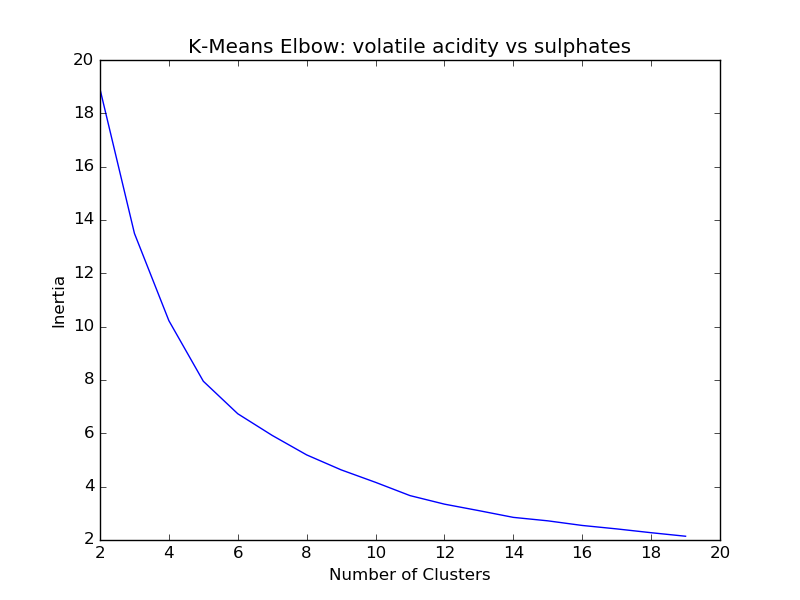 K-Means Elbow: volatile acidity vs sulphates
20
18
16
14
12
10
8
6
4
2
Inertia
2 4 6 8 10 12 14 16 18 20
Number of Clusters